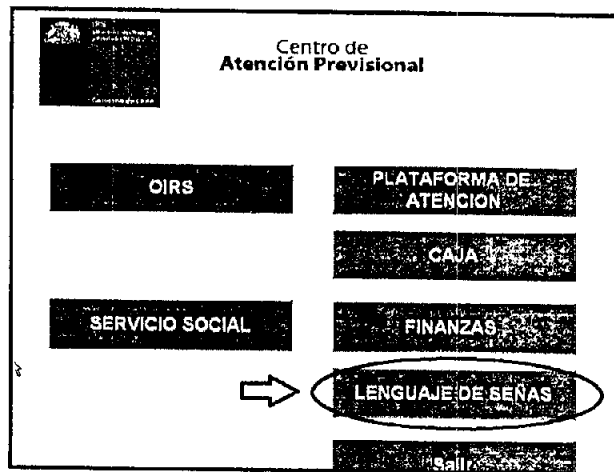 Centro de
Atención Previsional
OIRS
PLATAFORMA DE
ATENCION
CAJA
SERVICIO SOCIAL
FINANZAS
LENGUAJE DE SEÑAS
Salir